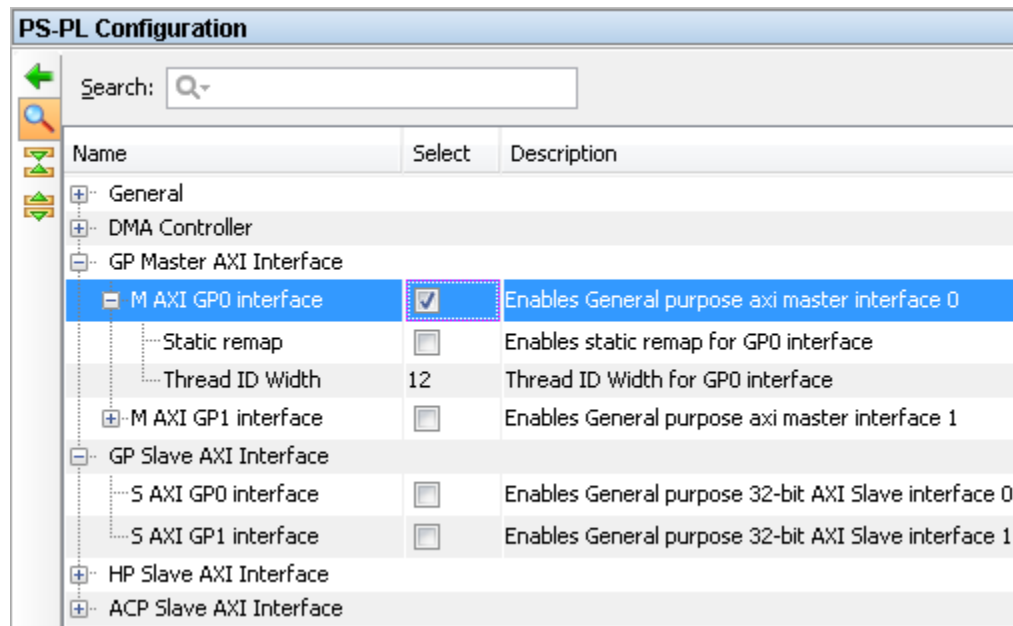 PS-PL Configuration
Search:
Name Select Description
General
DMA Controller
GP Master AXI Interface
M AXI GP0 interface Enables General purpose axi master interface 0
Static remap Enables static remap for GP0 interface
Thread ID Width 12 Thread ID Width for GP0 interface
M AXI GP1 interface Enables General purpose axi master interface 1
GP Slave AXI Interface
S AXI GP0 interface Enables General purpose 32-bit AXI Slave interface 0
S AXI GP1 interface Enables General purpose 32-bit AXI Slave interface 1
HP Slave AXI Interface
ACP Slave AXI Interface